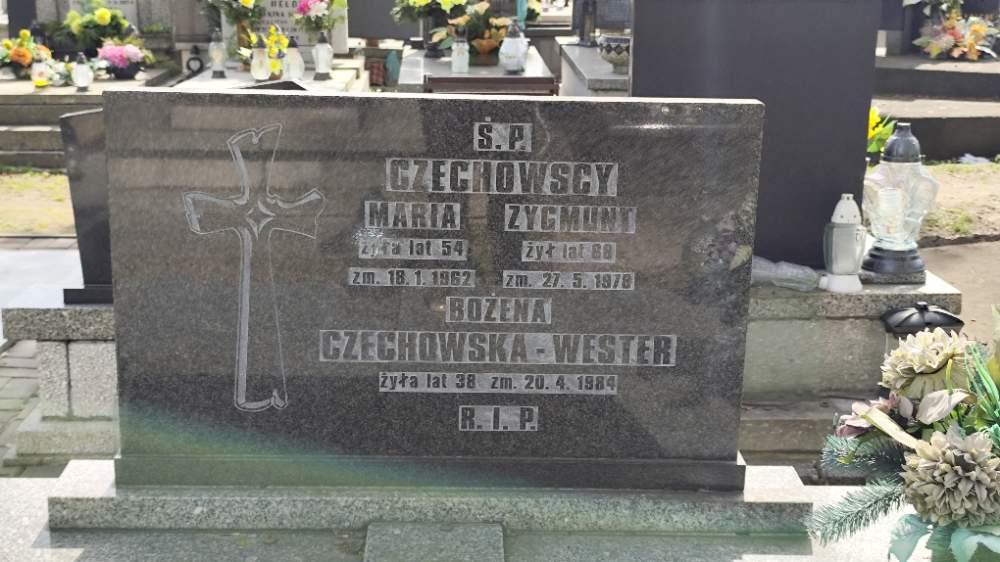 Ś. P.
CZECHOWSCY
MARIA ZYGMUNT
żyła lat 54 żył lat 68
zm. 18. 1. 1962 zm. 27. 5. 1978
BOŻENA
CZECHOWSKA - WESTER
żyła lat 38 zm. 20. 4. 1984
R. I. P.